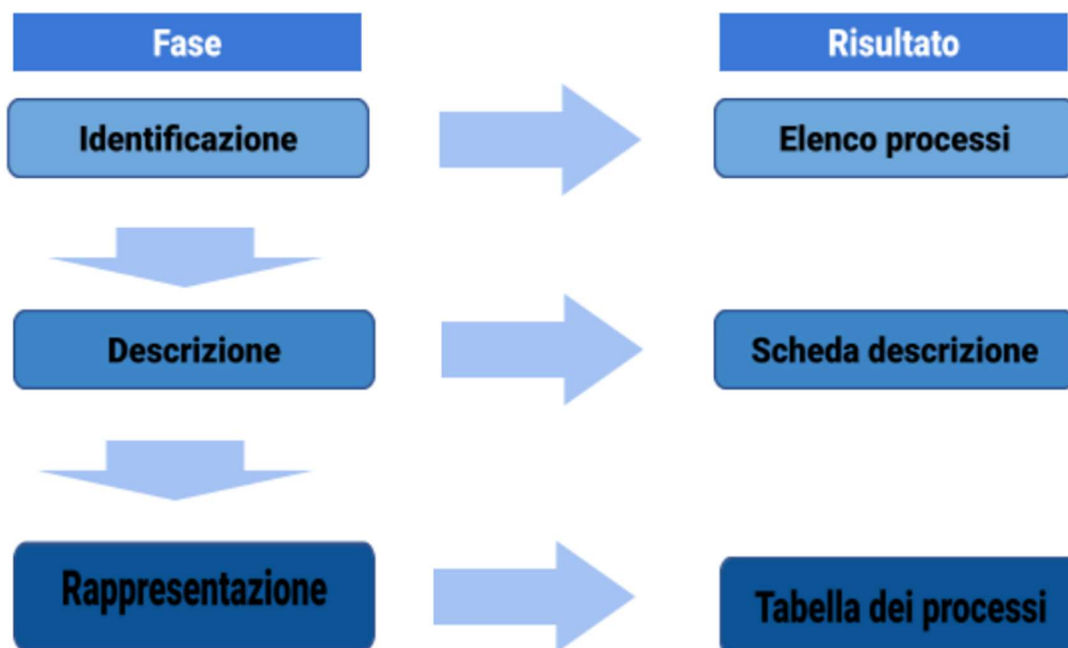 Fase
Risultato
Identificazione
Elenco processi
Descrizione
Scheda descrizione
Rappresentazione
Tabella dei processi